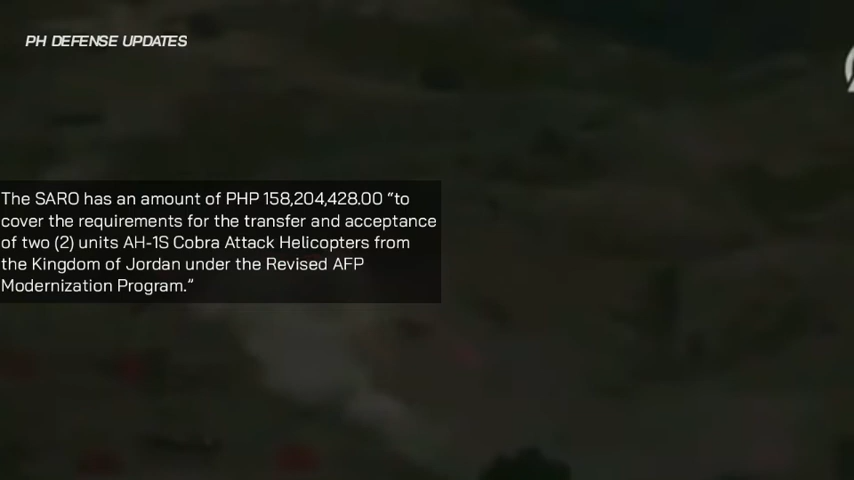 PH DEFENSE UPDATES
The SARO has an amount of PHP 158,204,428.00 “to
cover the requirements for the transfer and acceptance
of two (2) units AH-1S Cobra Attack Helicopters from
the Kingdom of Jordan under the Revised AFP
Modernization Program.”